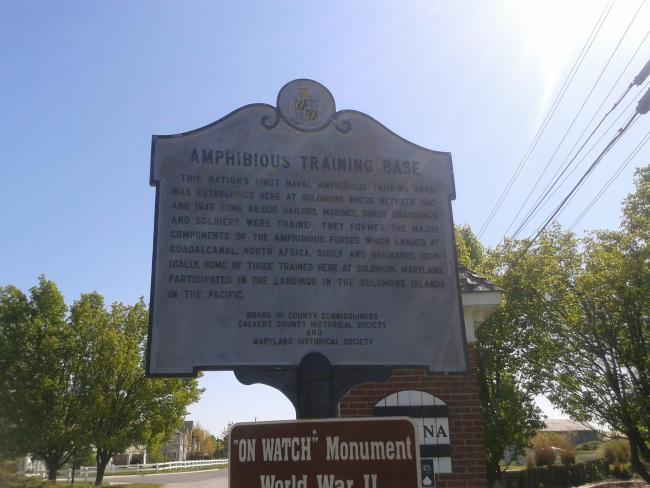 AMPHIBIOUS TRAINING BASE
THIS NATION'S FIRST NAVAL AMPHIBIOUS TRAINING BASE
WAS ESTABLISHED HERE AT SOLOMONS WHERE BETWEEN 1942
AND 1945 SOME 68,000 SAILORS, MARINES, COAST GUARDSMEN
AND SOLDIERS WERE TRAINED. THEY FORMED THE MAJOR
COMPONENTS OF THE AMPHIBIOUS FORCES WHICH LANDED AT
GUADALCANAL, NORTH AFRICA, SICILY AND NORMANDY. IRON-
ICALLY, SOME OF THOSE TRAINED HERE AT SOLOMONS, MARYLAND,
PARTICIPATED IN THE LANDINGS IN THE SOLOMONS ISLANDS
IN THE PACIFIC.
BOARD OF COUNTY COMMISSIONERS
CALVERT COUNTY HISTORICAL SOCIETY
AND
MARYLAND HISTORICAL SOCIETY
NA
"ON WATCH" Monument
World War II